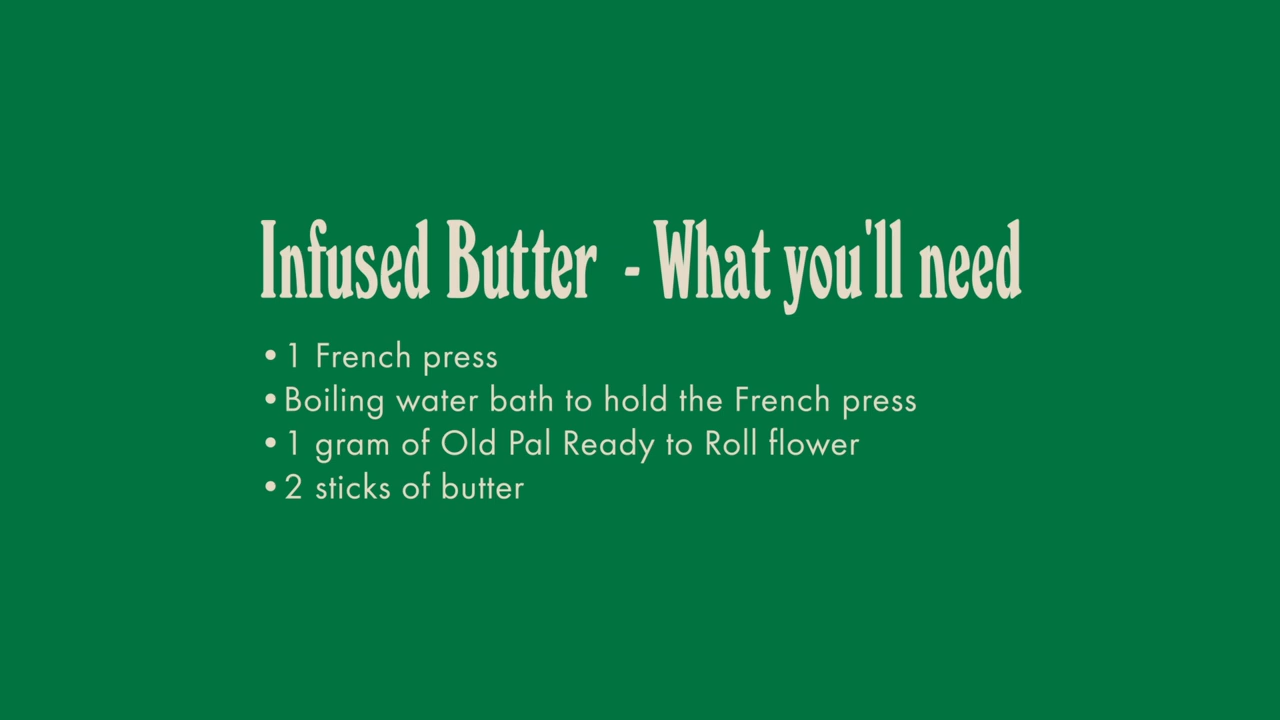 Infused Butter - What you'll need
• 1 French press
• Boiling water bath to hold the French press
• 1 gram of Old Pal Ready to Roll flower
• 2 sticks of butter